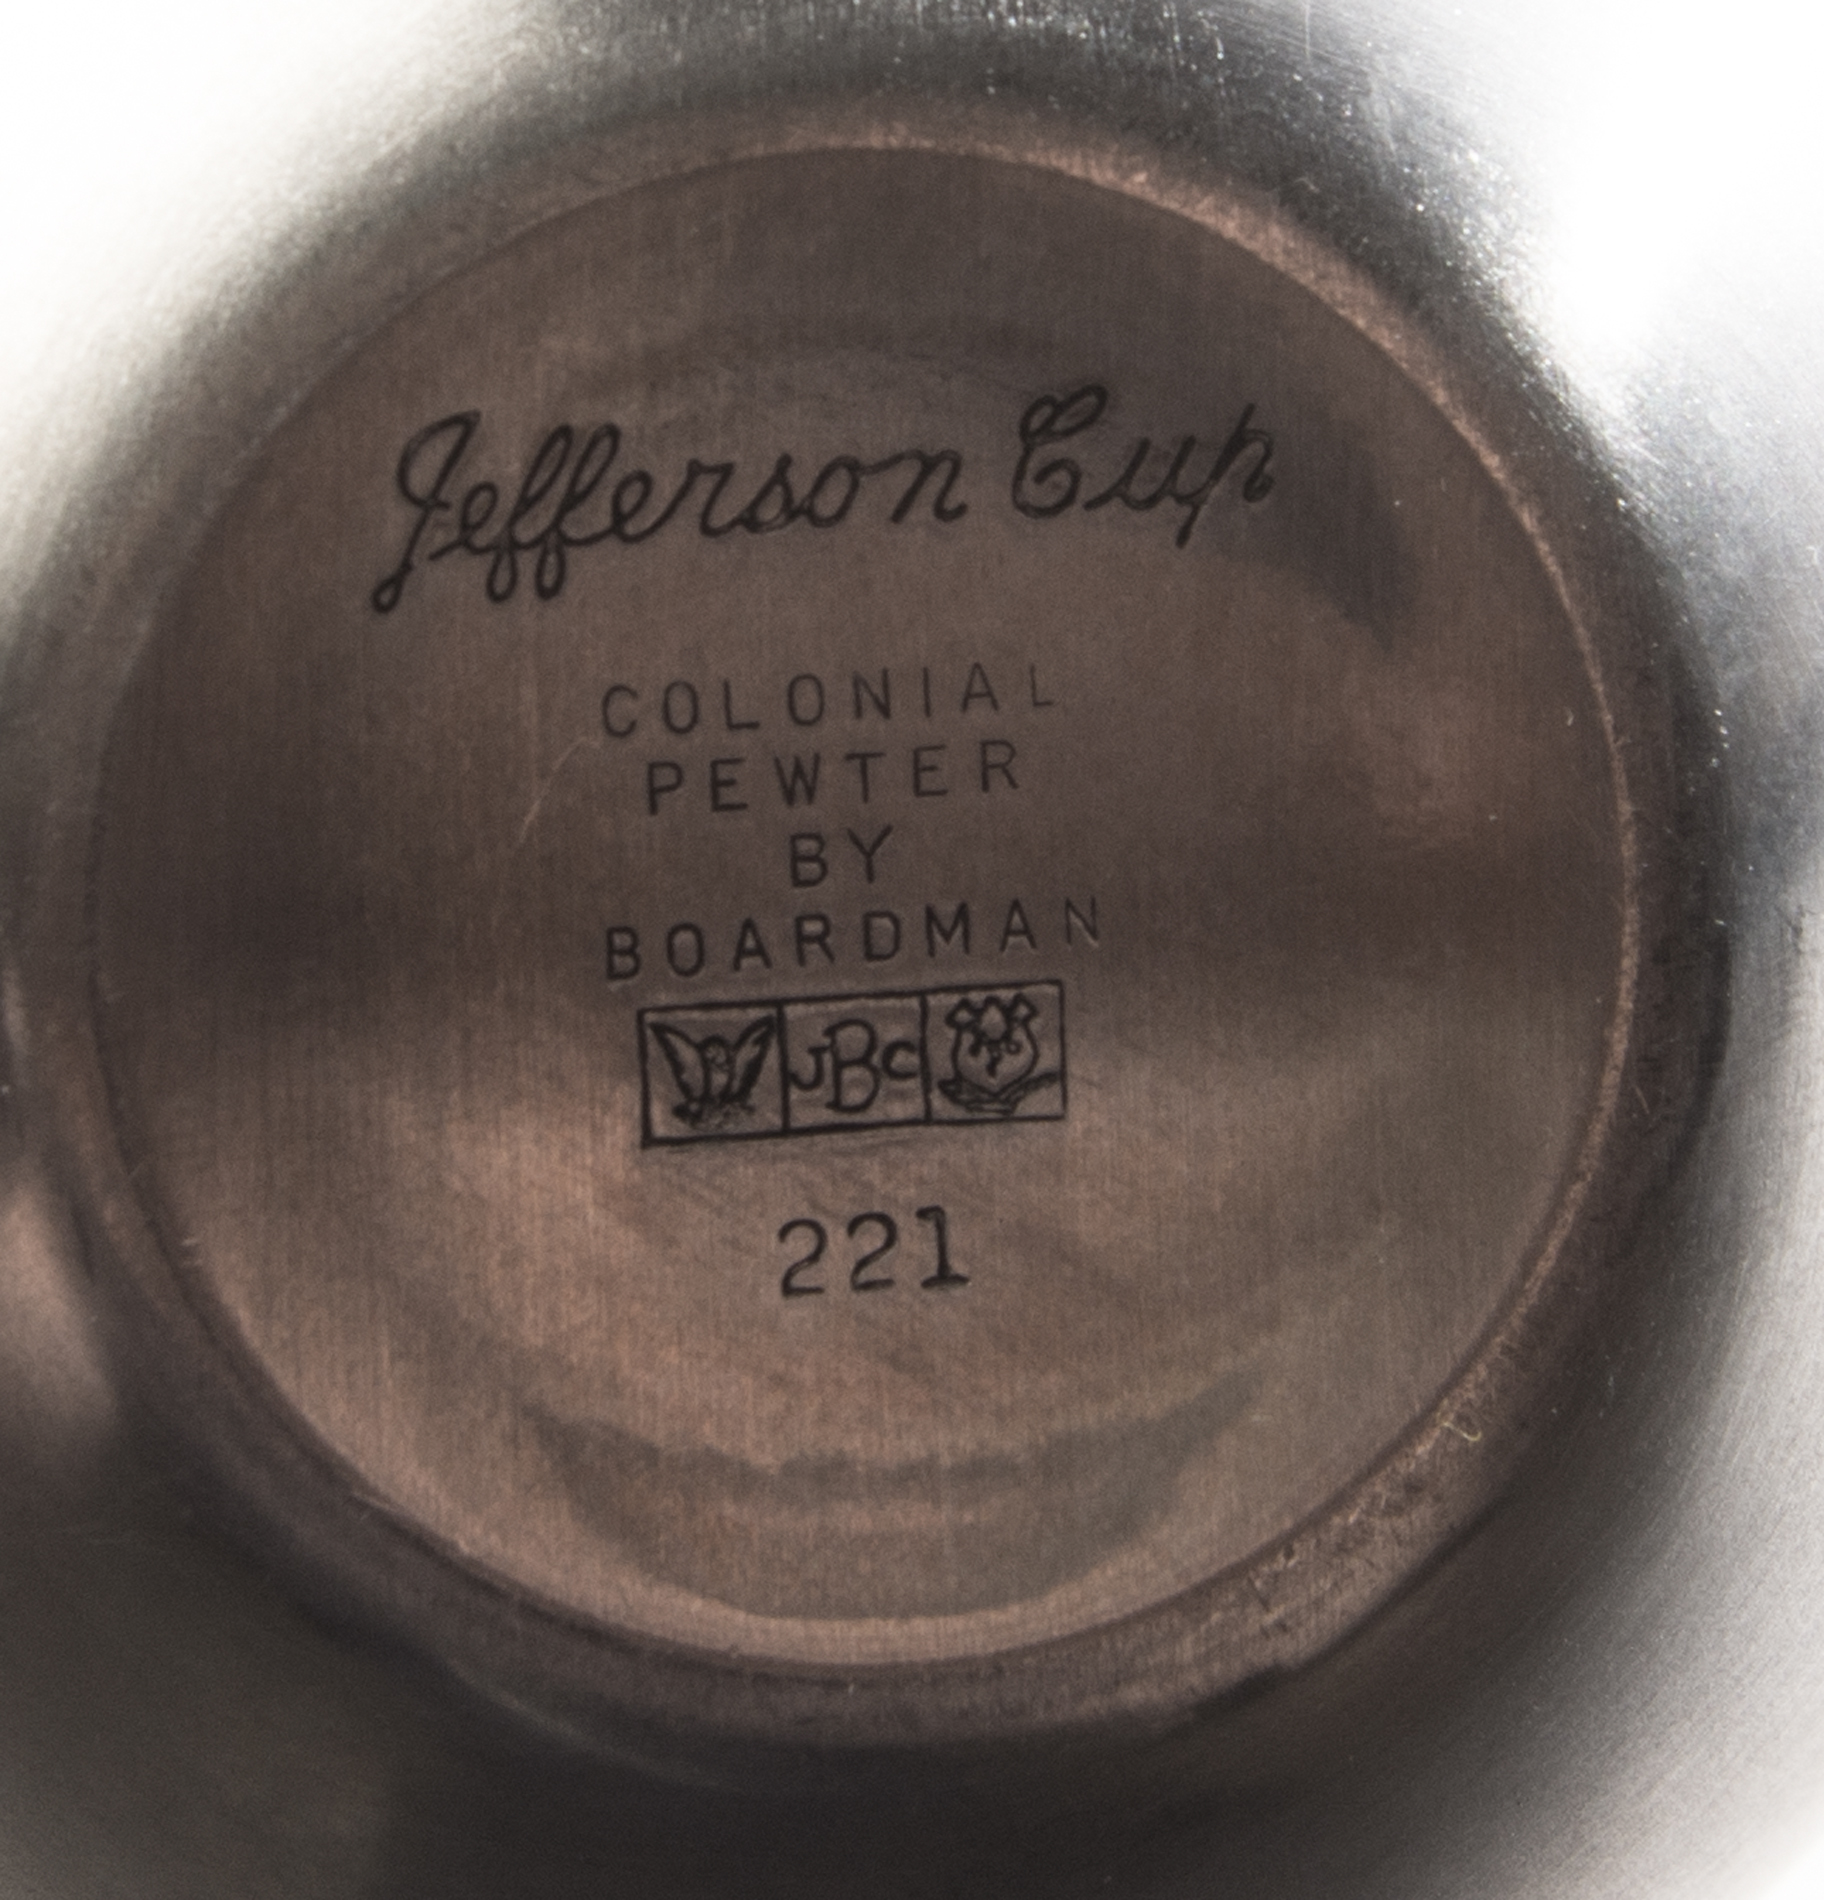 Jefferson Cup
COLONIAL
PEWTER
BY
BOARDMAN
JBC
221